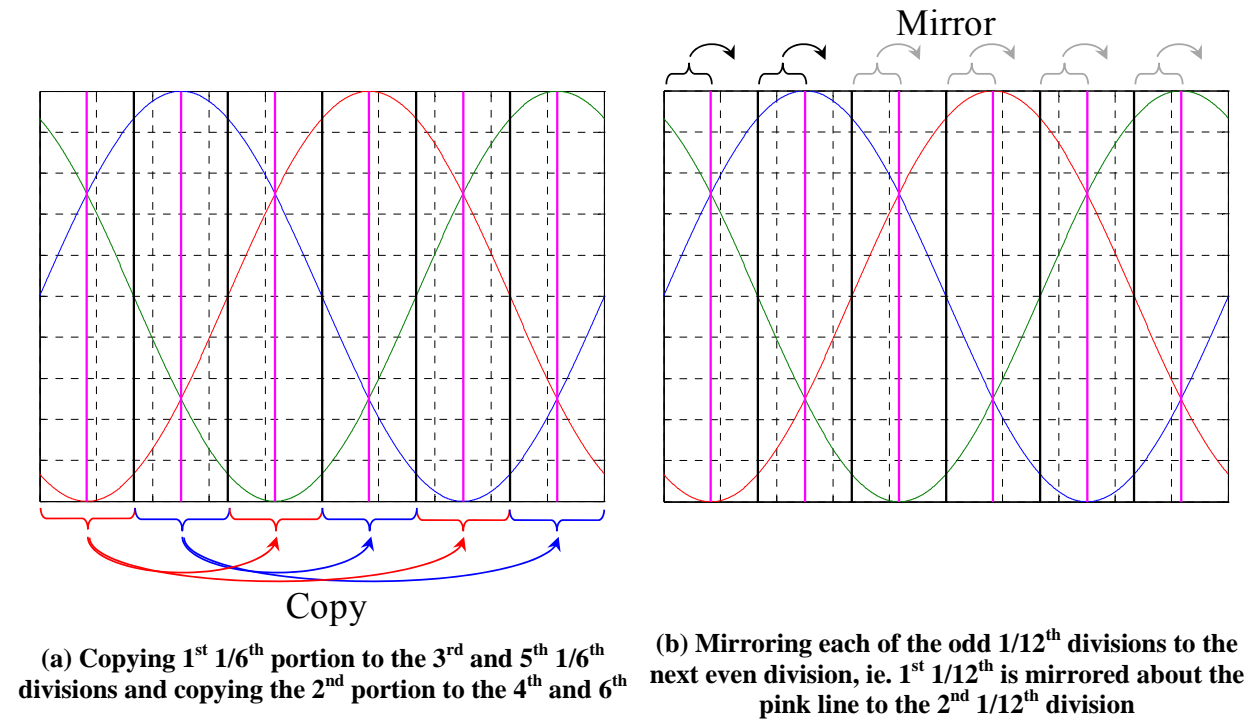 Mirror
Copy
(a) Copying 1st 1/6th portion to the 3rd and 5th 1/6th
divisions and copying the 2nd portion to the 4th and 6th
(b) Mirroring each of the odd 1/12th divisions to the
next even division, ie. 1st 1/12th is mirrored about the
pink line to the 2nd 1/12th division